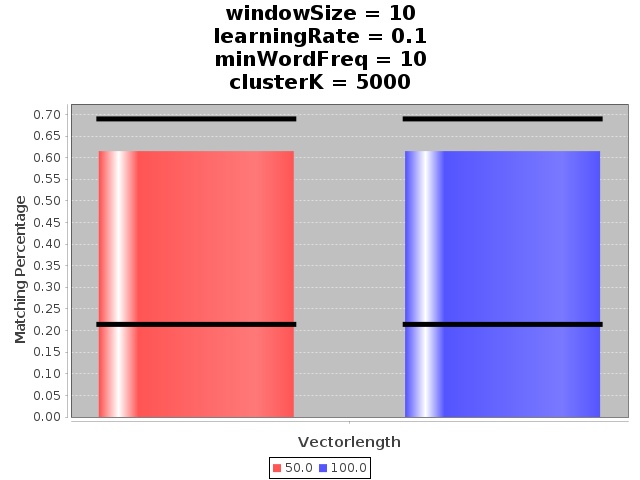 windowSize = 10
learningRate = 0.1
minWordFreq = 10
clusterK = 5000
0.70
0.65
0.60
0.55
0.50
0.45
0.40
0.35
0.30
0.25
0.20
0.15
0.10
0.05
0.00
Matching Percentage
Vectorlength
50.0 100.0